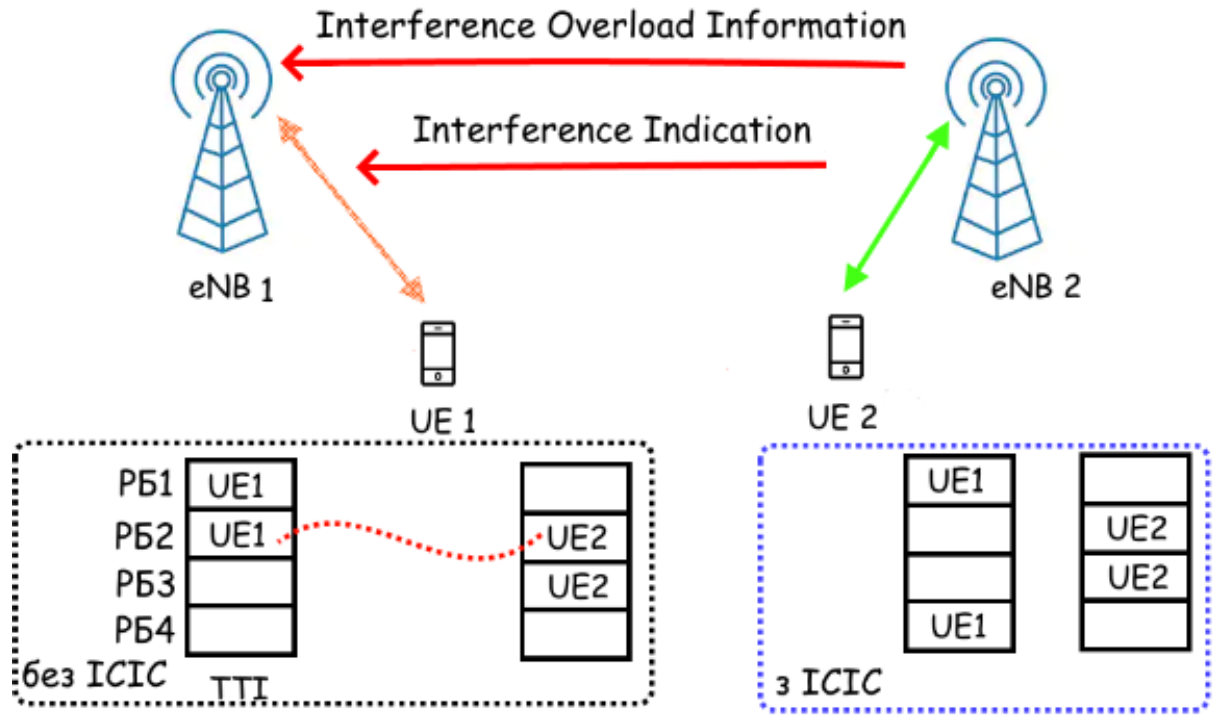 Interference Overload Information
Interference Indication
eNB 1
eNB 2
UE 1
UE 2
РБ1 UE1
РБ2 UE1 UE2
РБ3 UE2
РБ4
без ICIC
TTI
UE1
UE2
UE2
UE1
з ICIC